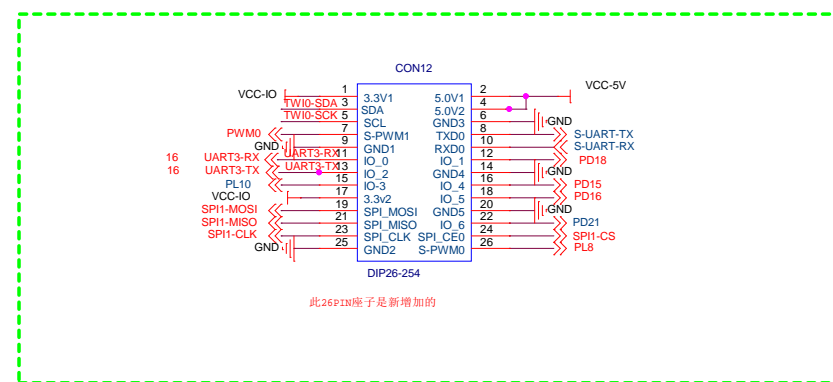 CON12
VCC-IO 1 3.3V1 5.0V1 2 VCC-5V
TWI0-SDA 3 SDA 5.0V2 4
TWI0-SCK 5 SCL GND3 6 GND
PWM0 7 S-PWM1 TXD0 8 S-UART-TX
GND 9 GND1 RXD0 10 S-UART-RX
16 UART3-RX UART3-RX 11 IO_0 IO_1 12 PD18
16 UART3-TX UART3-TX 13 IO_2 GND4 14 GND
PL10 15 IO-3 IO_4 16 PD15
VCC-IO 17 3.3v2 IO_5 18 PD16
SPI1-MOSI 19 SPI_MOSI GND5 20 GND
SPI1-MISO 21 SPI_MISO IO_6 22 PD21
SPI1-CLK 23 SPI_CLK SPI_CE0 24 SPI1-CS
GND 25 GND2 S-PWM0 26 PL8
DIP26-254
此26PIN座子是新增加的